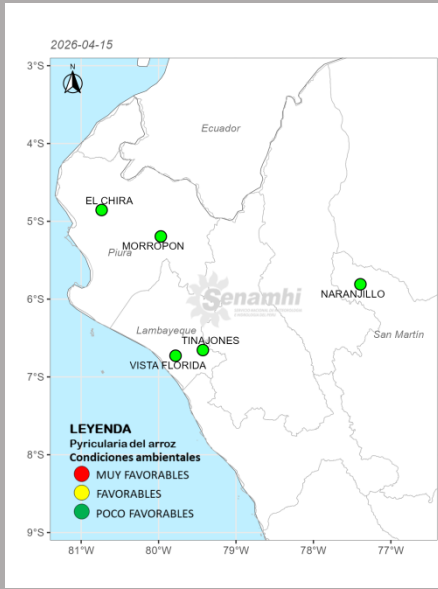 2026-04-15
3°S
N
4°S
Ecuador
EL CHIRA
5°S
MORROPON
Piura
6°S
Senamhi
NARANJILLO
Lambayeque
San Martín
TINAJONES
VISTA FLORIDA
7°S
LEYENDA
Pyricularia del arroz
Condiciones ambientales
8°S
MUY FAVORABLES
FAVORABLES
POCO FAVORABLES
9°S
81°W 80°W 79°W 78°W 77°W